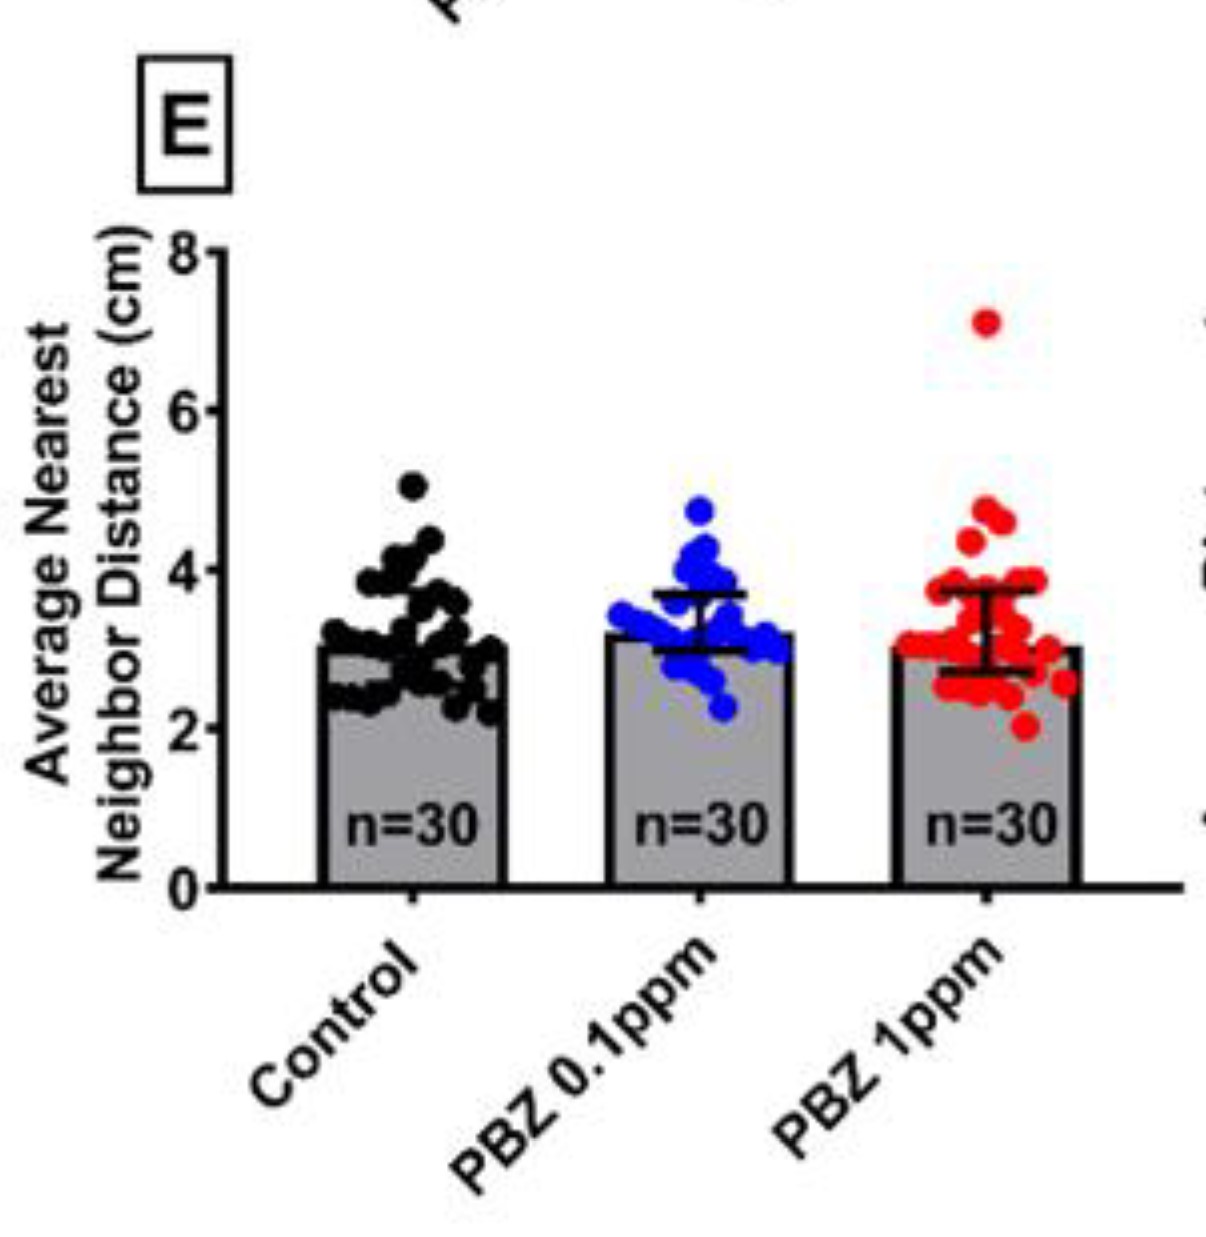 E
Average Nearest
Neighbor Distance (cm)
8
6
4
2
0
n=30
n=30
n=30
Control
PBZ 0.1ppm
PBZ 1ppm